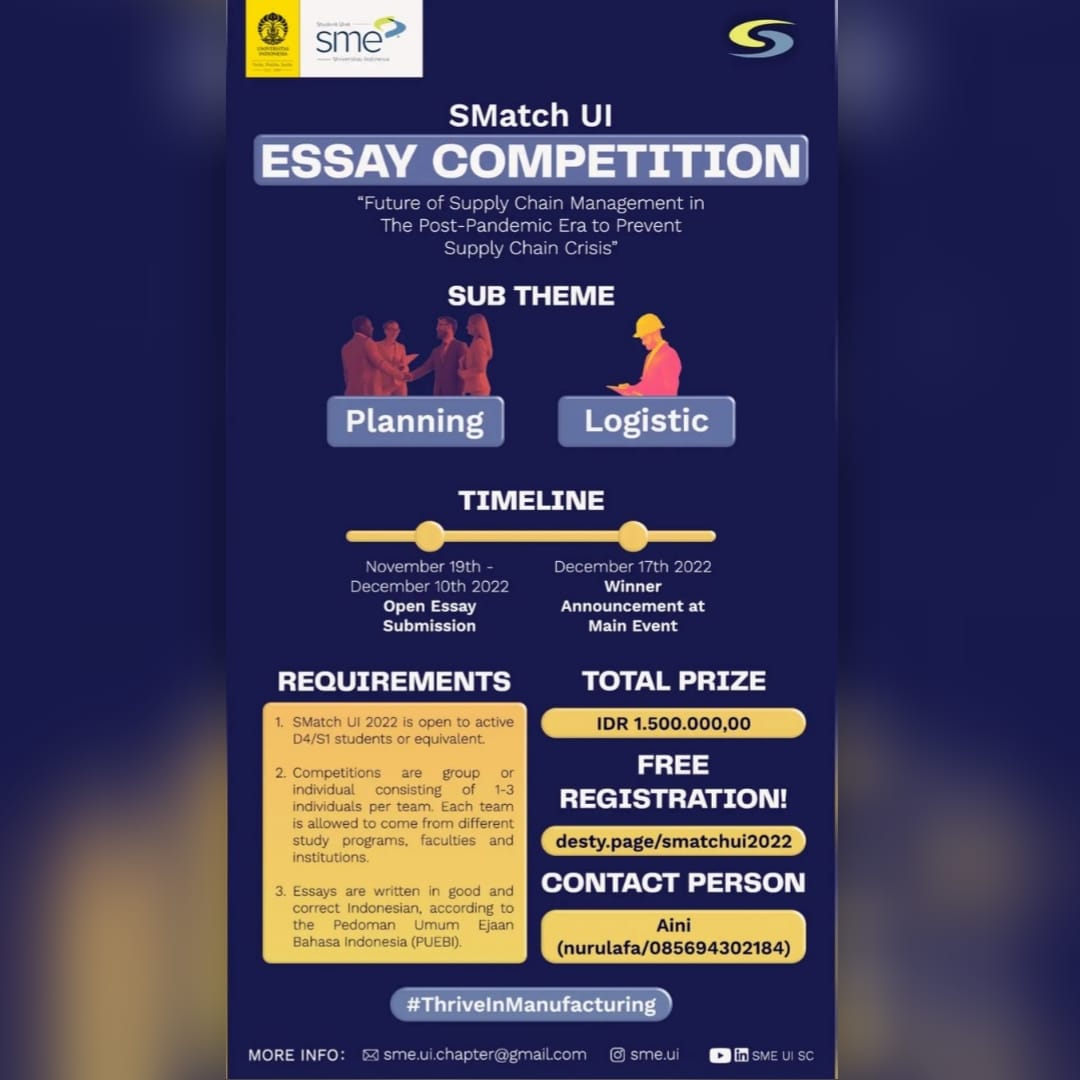 UNIVERSITAS
INDONESIA
Student Unit
sme
Universitas Indonesia
SMatch UI
ESSAY COMPETITION
“Future of Supply Chain Management in
The Post-Pandemic Era to Prevent
Supply Chain Crisis”
SUB THEME
Planning
Logistic
TIMELINE
November 19th -
December 10th 2022
Open Essay
Submission
December 17th 2022
Winner
Announcement at
Main Event
REQUIREMENTS
1. SMatch UI 2022 is open to active
D4/S1 students or equivalent.
2. Competitions are group or
individual consisting of 1-3
individuals per team. Each team
is allowed to come from different
study programs, faculties and
institutions.
3. Essays are written in good and
correct Indonesian, according to
the Pedoman Umum Ejaan
Bahasa Indonesia (PUEBI).
TOTAL PRIZE
IDR 1.500.000,00
FREE
REGISTRATION!
desty.page/smatchui2022
CONTACT PERSON
Aini
(nurulafa/085694302184)
#ThriveInManufacturing
MORE INFO: sme.ui.chapter@gmail.com sme.ui SME UI SC